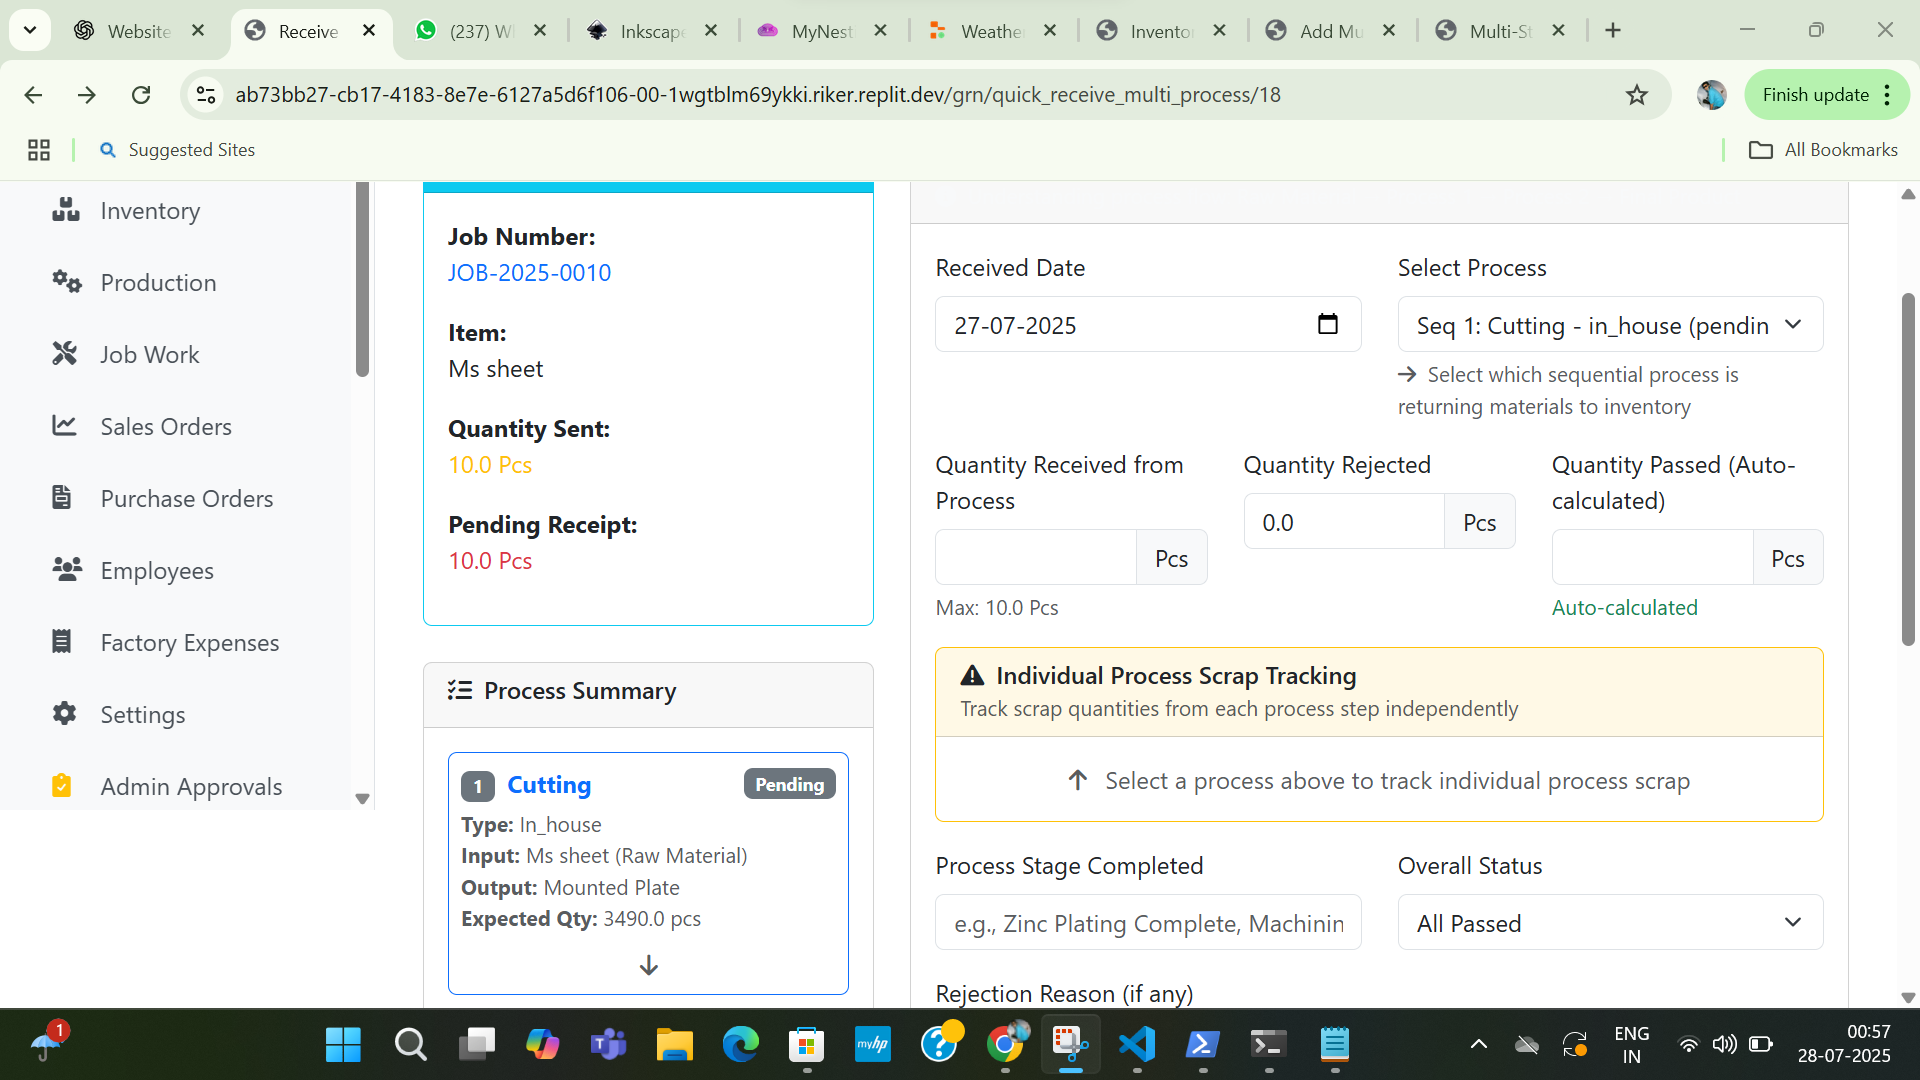 Website
Receive
(237) W
Inkscape
MyNest
Weathe
Invento
Add Mu
Multi-St
ab73bb27-cb17-4183-8e7e-6127a5d6f106-00-1wgtblm69ykki.riker.replit.dev/grn/quick_receive_multi_process/18
Finish update
Suggested Sites
All Bookmarks
Inventory
Production
Job Work
Sales Orders
Purchase Orders
Employees
Factory Expenses
Settings
Admin Approvals
Job Number:
JOB-2025-0010
Item:
Ms sheet
Quantity Sent:
10.0 Pcs
Pending Receipt:
10.0 Pcs
Process Summary
1 Cutting Pending
Type: In_house
Input: Ms sheet (Raw Material)
Output: Mounted Plate
Expected Qty: 3490.0 pcs
Received Date
27-07-2025
Select Process
Seq 1: Cutting - in_house (pendin
Select which sequential process is
returning materials to inventory
Quantity Received from
Process
Pcs
Max: 10.0 Pcs
Quantity Rejected
0.0 Pcs
Quantity Passed (Auto-
calculated)
Pcs
Auto-calculated
Individual Process Scrap Tracking
Track scrap quantities from each process step independently
Select a process above to track individual process scrap
Process Stage Completed
e.g., Zinc Plating Complete, Machinin
Overall Status
All Passed
Rejection Reason (if any)
1
myhp
ENG
IN
00:57
28-07-2025